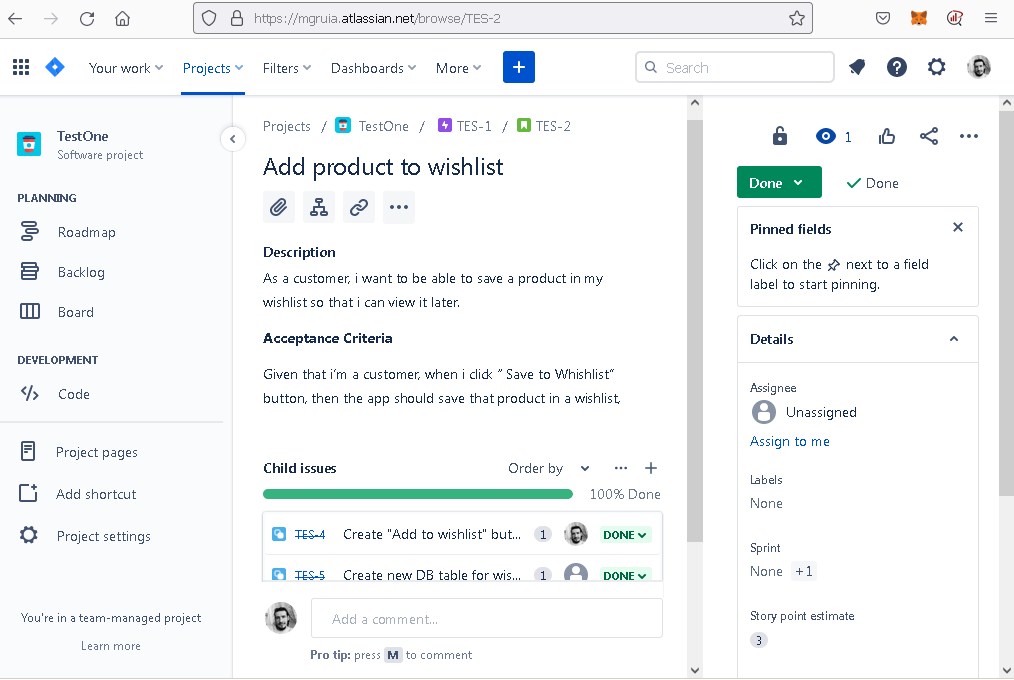 https://mgruia.atlassian.net/browse/TES-2
Your work
Projects
Filters
Dashboards
More
Search
TestOne
Software project
PLANNING
Roadmap
Backlog
Board
DEVELOPMENT
Code
Project pages
Add shortcut
Project settings
You're in a team-managed project
Learn more
Projects / TestOne / TES-1 / TES-2
Add product to wishlist
Description
As a customer, i want to be able to save a product in my
wishlist so that i can view it later.
Acceptance Criteria
Given that i'm a customer, when i click " Save to Whishlist"
button, then the app should save that product in a wishlist,
Child issues
Order by
100% Done
TES-4 Create "Add to wishlist" but... 1 DONE
TES-5 Create new DB table for wis... 1 DONE
Add a comment...
Pro tip: press M to comment
1
Done
Done
Pinned fields
Click on the next to a field
label to start pinning.
Details
Assignee
Unassigned
Assign to me
Labels
None
Sprint
None +1
Story point estimate
3